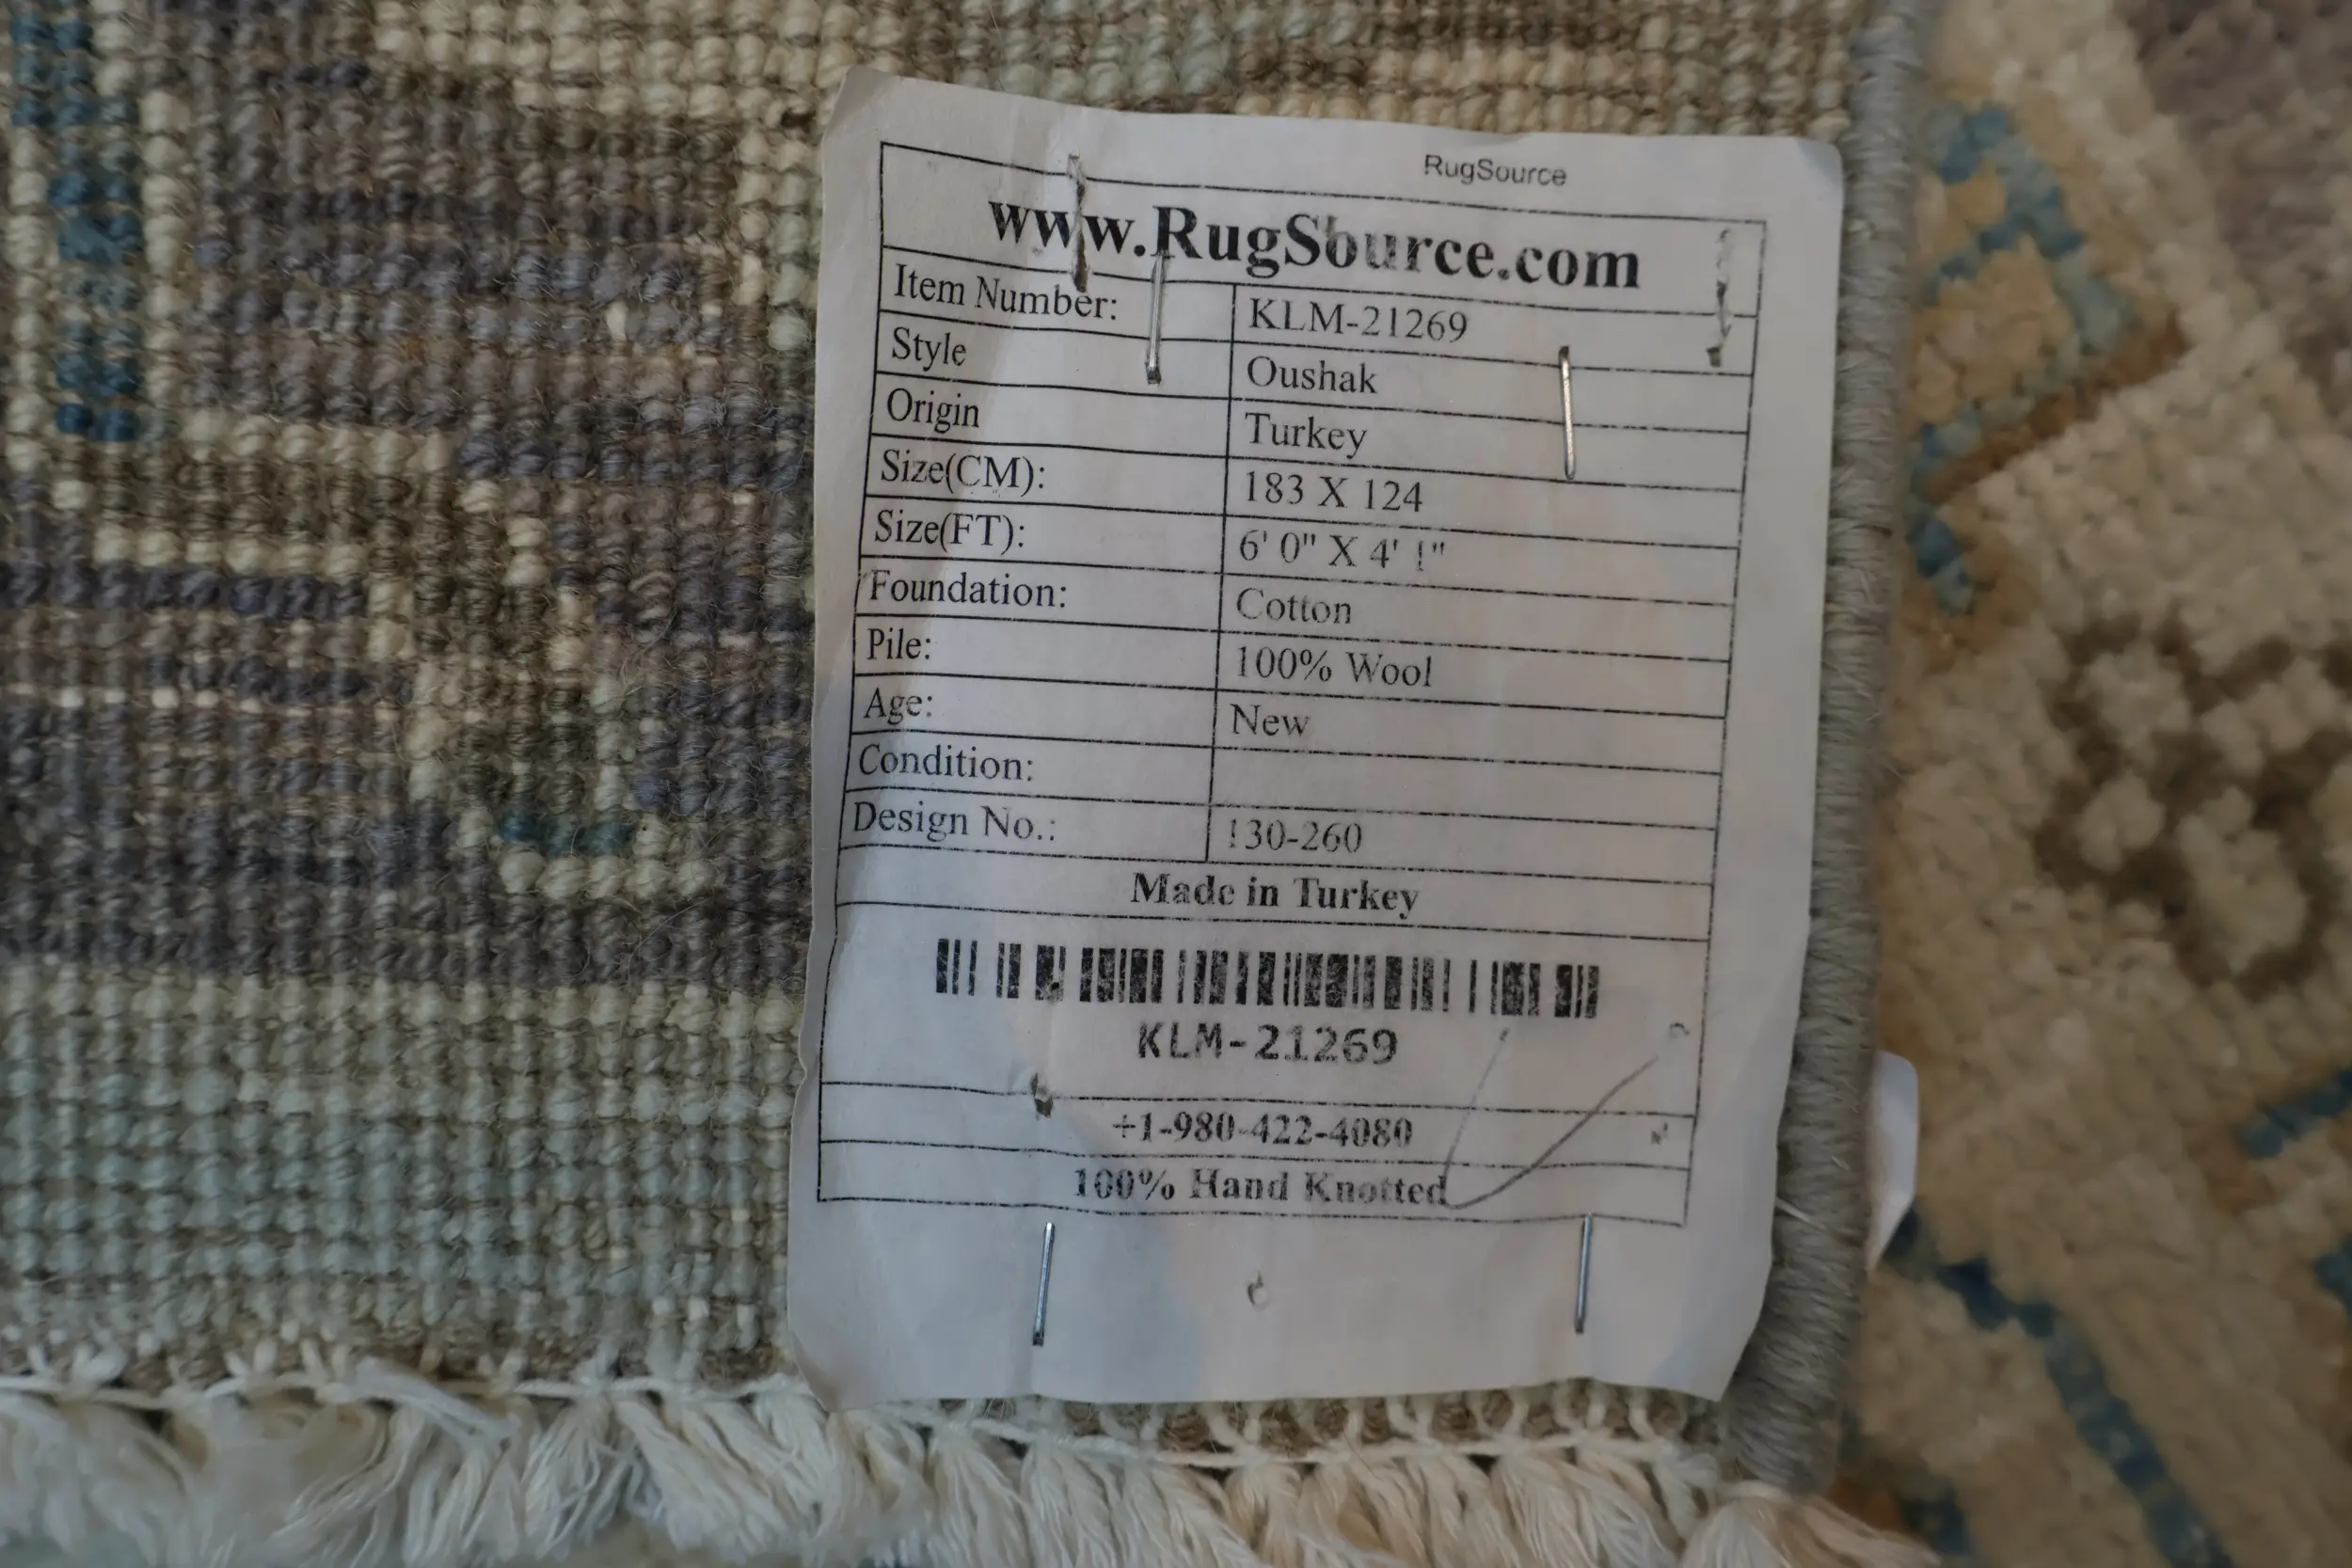 RugSource
www.RugSource.com
Item Number: KLM-21269
Style Oushak
Origin Turkey
Size(CM): 183 X 124
Size(FT): 6' 0" X 4' 1"
Foundation: Cotton
Pile: 100% Wool
Age: New
Condition:
Design No.: 130-260
Made in Turkey
KLM-21269
+1-980-422-4080
100% Hand Knotted